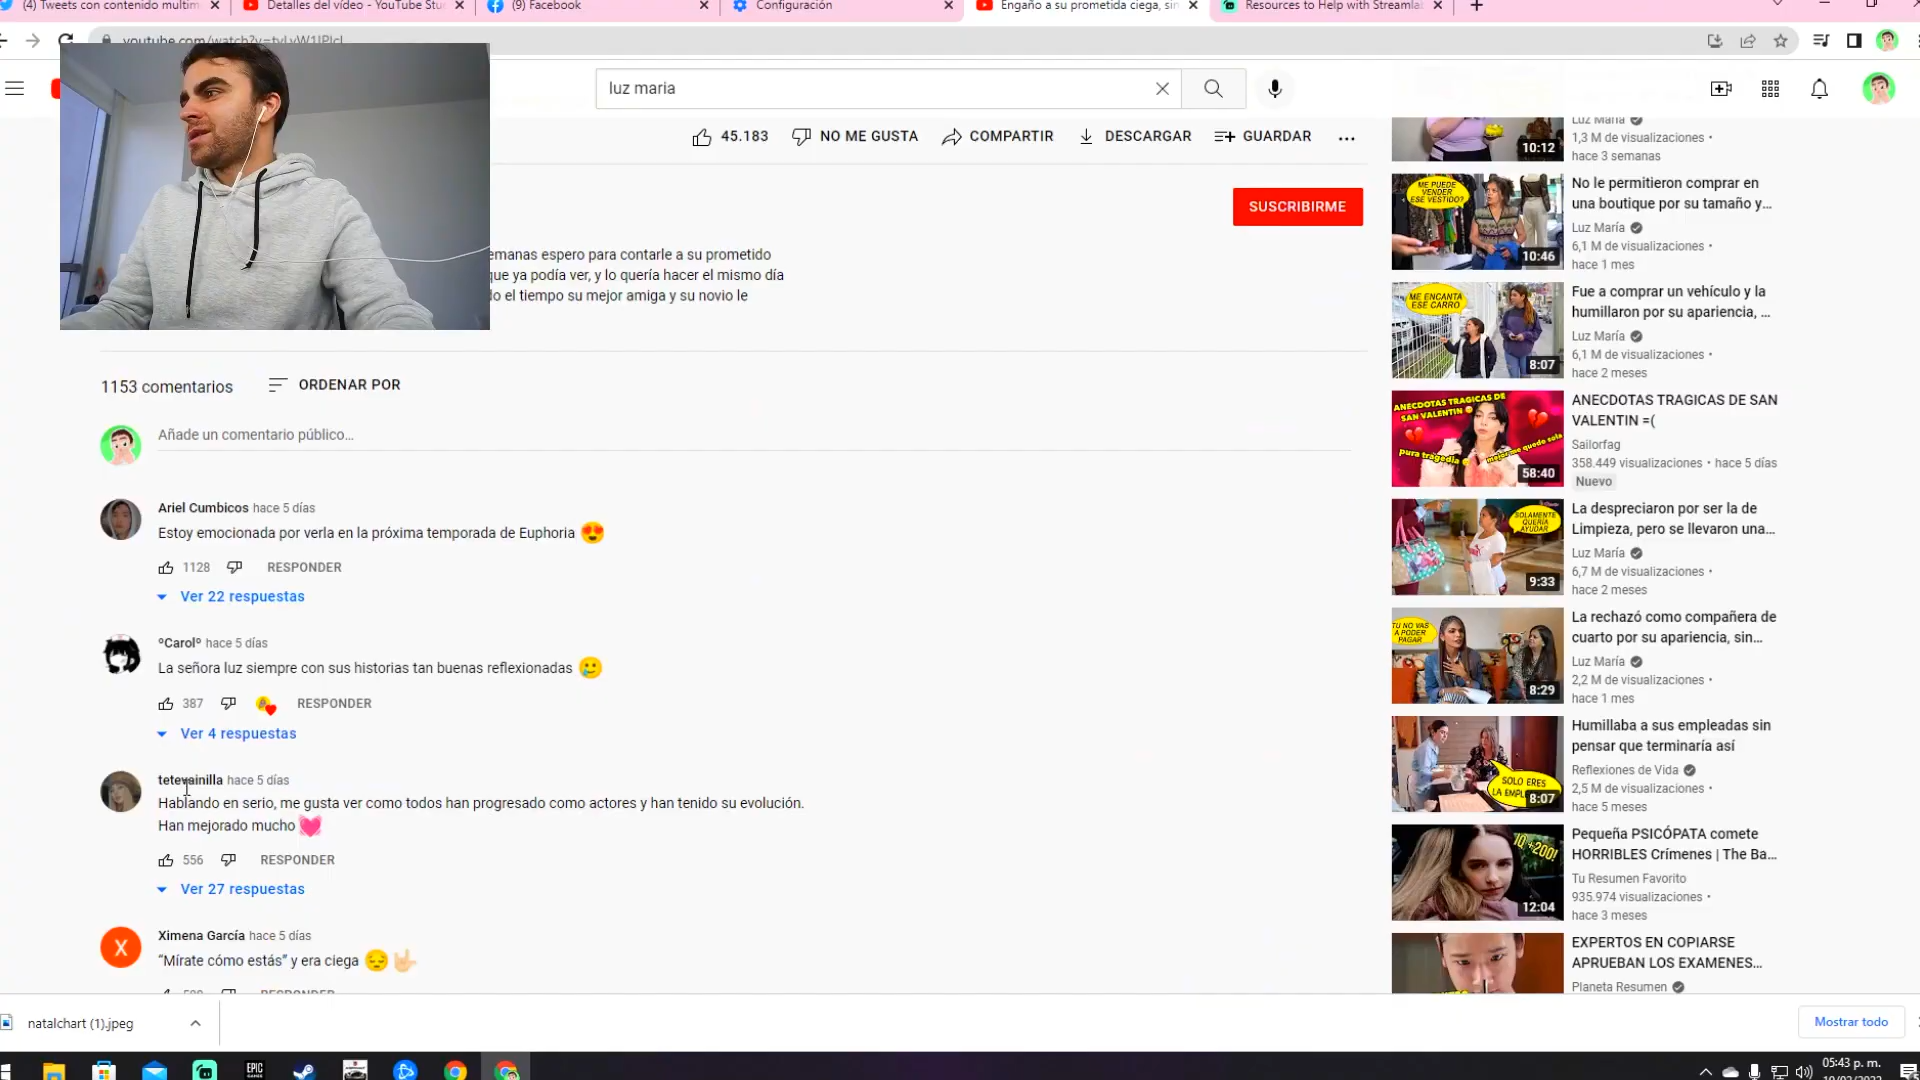 (4) Tweets con contenido multim
Detalles del vídeo - YouTube Stu
(9) Facebook
Configuración
Engaño a su prometida ciega, sin
Resources to Help with Streamla
luz maria
45.183
NO ME GUSTA
COMPARTIR
DESCARGAR
GUARDAR
SUSCRIBIRME
emanas espero para contarle a su prometido
que ya podía ver, y lo quería hacer el mismo día
o el tiempo su mejor amiga y su novio le
1153 comentarios
ORDENAR POR
Añade un comentario público...
Ariel Cumbicos hace 5 días
Estoy emocionada por verla en la próxima temporada de Euphoria 😍
1128
RESPONDER
Ver 22 respuestas
ºCarolº hace 5 días
La señora luz siempre con sus historias tan buenas reflexionadas 🥲
387
RESPONDER
Ver 4 respuestas
hace 5 días
Hablando en serio, me gusta ver como todos han progresado como actores y han tenido su evolución.
Han mejorado mucho 💓
556
RESPONDER
Ver 27 respuestas
X
Ximena García hace 5 días
“Mírate cómo estás” y era ciega 😔🤟🏻
Luz María
1,3 M de visualizaciones •
hace 3 semanas
10:12
ME PUEDE
VENDER
ESE VESTIDO?
10:46
No le permitieron comprar en
una boutique por su tamaño y...
Luz María
6,1 M de visualizaciones •
hace 1 mes
ME ENCANTA
ESE CARRO
8:07
Fue a comprar un vehículo y la
humillaron por su apariencia, ...
Luz María
6,1 M de visualizaciones •
hace 2 meses
ANECDOTAS TRAGICAS DE
SAN VALENTIN
pura tragedia
mejorme quedo sola
58:40
ANECDOTAS TRAGICAS DE SAN
VALENTIN =(
Sailorfag
358.449 visualizaciones • hace 5 días
Nuevo
SOLAMENTE
QUERÍA
AYUDAR
9:33
La despreciaron por ser la de
Limpieza, pero se llevaron una...
Luz María
6,7 M de visualizaciones •
hace 2 meses
TÚ NO VAS
A PODER
PAGAR
8:29
La rechazó como compañera de
cuarto por su apariencia, sin...
Luz María
2,2 M de visualizaciones •
hace 1 mes
SOLO ERES
8:07
Humillaba a sus empleadas sin
pensar que terminaría así
Reflexiones de Vida
2,5 M de visualizaciones •
hace 5 meses
IQ +200!
12:04
Pequeña PSICÓPATA comete
HORRIBLES Crímenes | The Ba...
Tu Resumen Favorito
935.974 visualizaciones •
hace 3 meses
EXPERTOS EN COPIARSE
APRUEBAN LOS EXAMENES...
Planeta Resumen
natalchart (1).jpeg
Mostrar todo
EPIC
05:43 p. m.